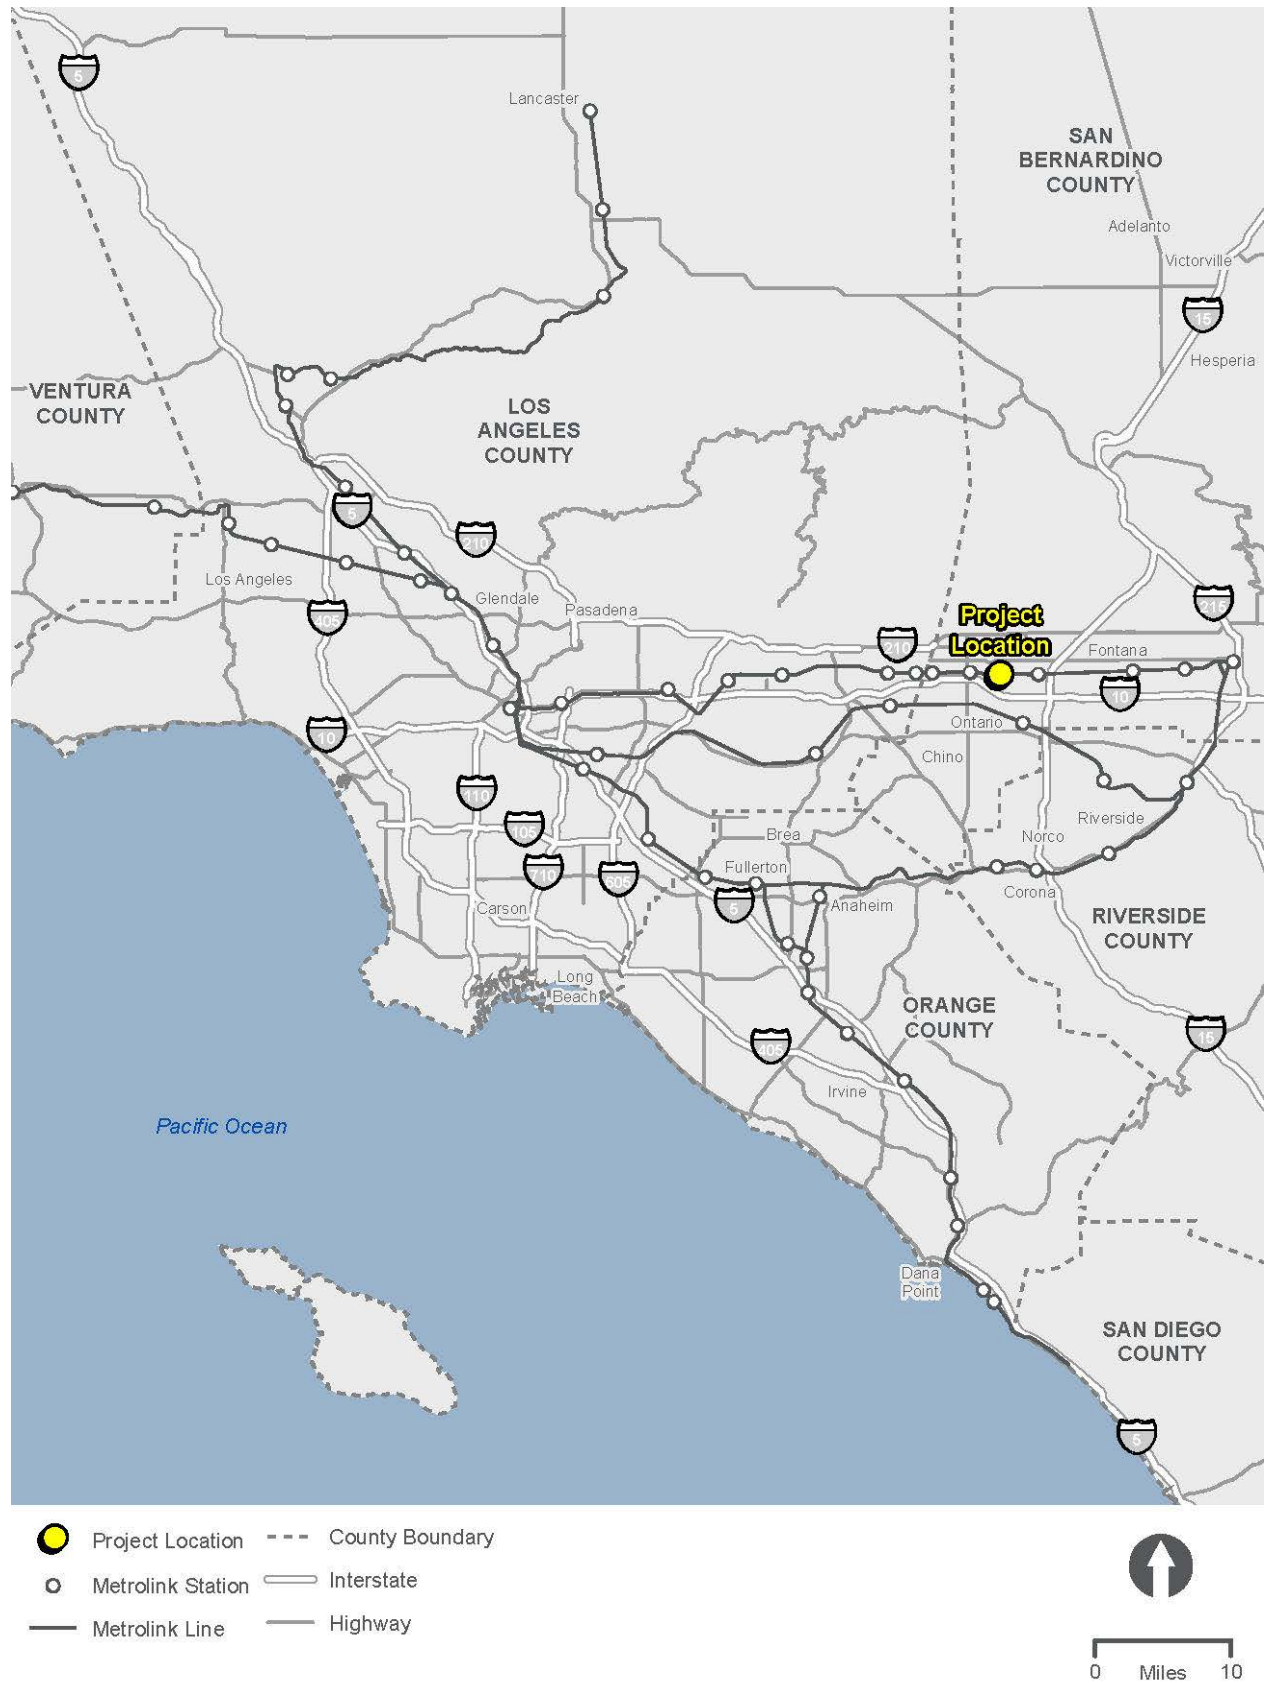 5
Lancaster
SAN
BERNARDINO
COUNTY
Adelanto
Victorville
15
Hesperia
VENTURA
COUNTY
LOS
ANGELES
COUNTY
5
210
Los Angeles
Glendale
Pasadena
405
215
Project
Location
210
Fontana
10
10
Ontario
Chino
110
105
Brea
Riverside
Norco
710
605
Fullerton
Corona
5
Anaheim
Carson
RIVERSIDE
COUNTY
Long
Beach
ORANGE
COUNTY
15
405
Irvine
Pacific Ocean
Dana
Point
SAN DIEGO
COUNTY
5
Project Location
County Boundary
Metrolink Station
Interstate
Metrolink Line
Highway
0 Miles 10